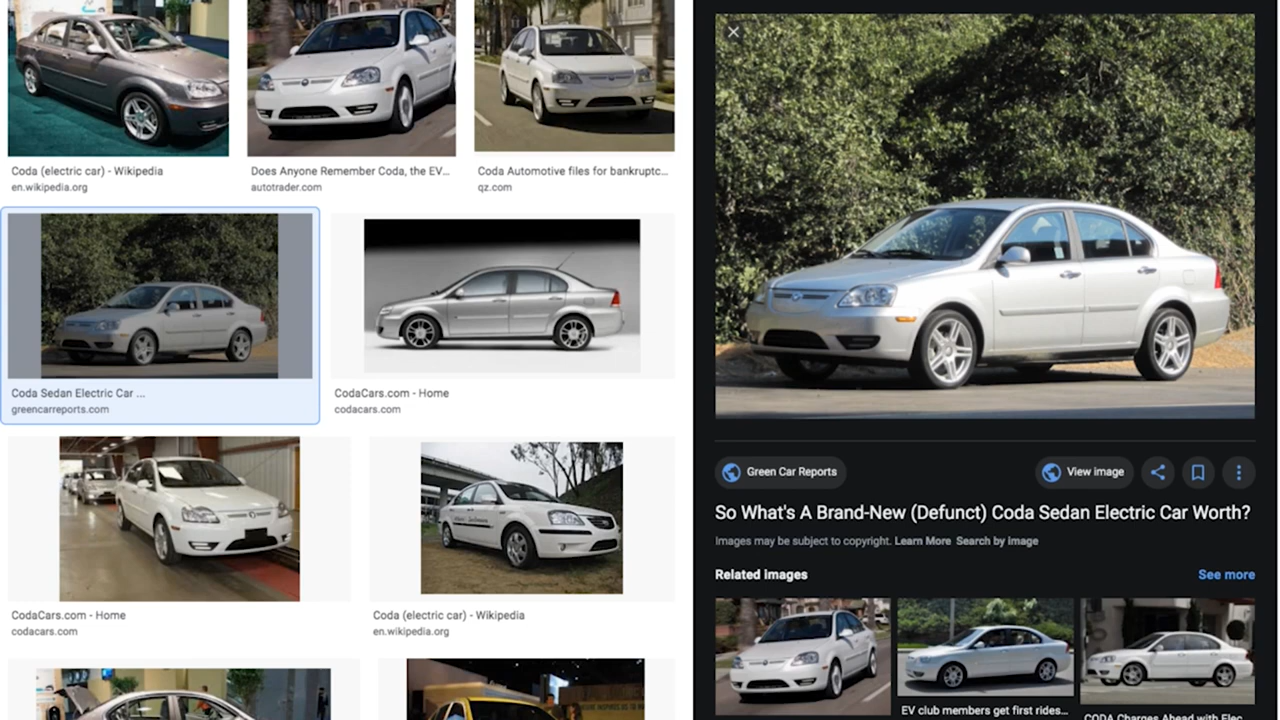 Coda (electric car) - Wikipedia
en.wikipedia.org
Does Anyone Remember Coda, the EV...
autotrader.com
Coda Automotive files for bankruptc...
qz.com
Coda Sedan Electric Car ...
greencarreports.com
CodaCars.com - Home
codacars.com
CodaCars.com - Home
codacars.com
Coda (electric car) - Wikipedia
en.wikipedia.org
Green Car Reports
View image
So What's A Brand-New (Defunct) Coda Sedan Electric Car Worth?
Images may be subject to copyright. Learn More Search by image
Related images
See more
EV club members get first rides...
CODA Charges Ahead with Elec